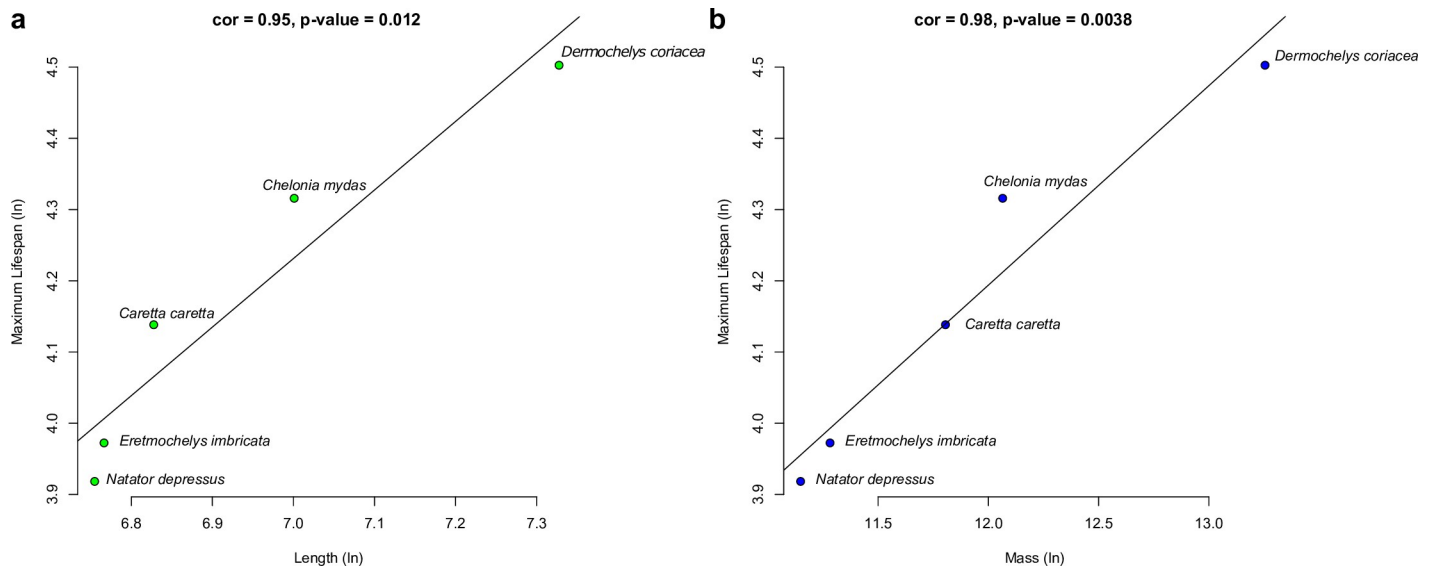 a
cor = 0.95, p-value = 0.012
Maximum Lifespan (ln)
4.5
4.4
4.3
4.2
4.1
4.0
3.9
Dermochelys coriacea
Chelonia mydas
Caretta caretta
Eretmochelys imbricata
Natator depressus
6.8 6.9 7.0 7.1 7.2 7.3
Length (ln)
b
cor = 0.98, p-value = 0.0038
Maximum Lifespan (ln)
4.5
4.4
4.3
4.2
4.1
4.0
3.9
Dermochelys coriacea
Chelonia mydas
Caretta caretta
Eretmochelys imbricata
Natator depressus
11.5 12.0 12.5 13.0
Mass (ln)